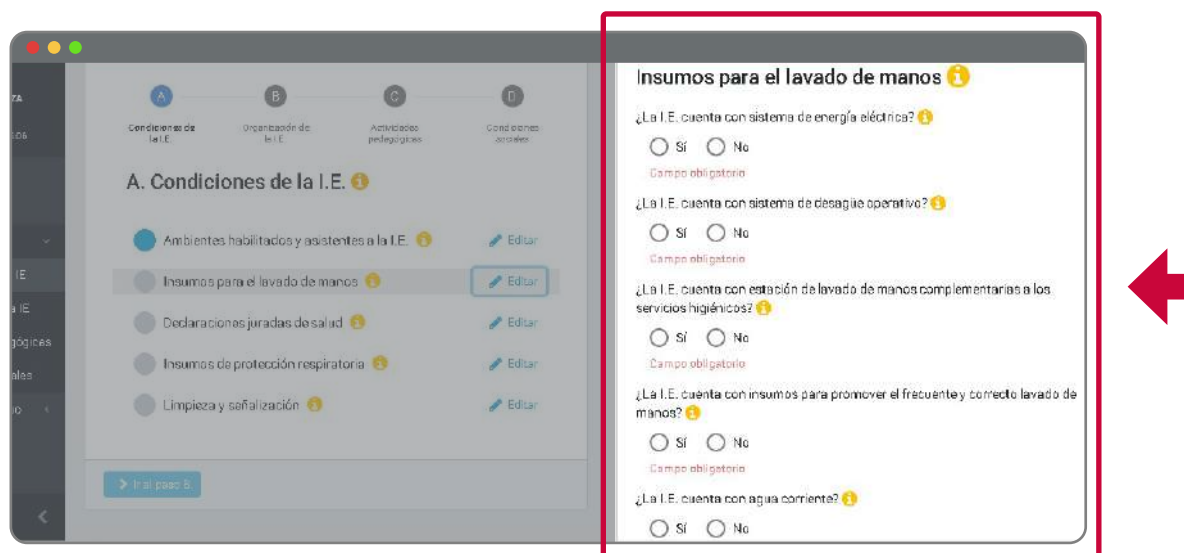 A
B
C
D
Condiciones de
la I.E.
Organización de
la I.E.
Actividades
pedagógicas
Condiciones
sociales
A. Condiciones de la I.E.
Ambientes habilitados y asistentes a la I.E.
Editar
Insumos para el lavado de manos
Editar
Declaraciones juradas de salud
Editar
Insumos de protección respiratoria
Editar
Limpieza y señalización
Editar
Ir al paso B.
IE
a IE
Insumos para el lavado de manos
¿La I.E. cuenta con sistema de energía eléctrica?
Sí No
Campo obligatorio
¿La I.E. cuenta con sistema de desagüe operativo?
Sí No
Campo obligatorio
¿La I.E. cuenta con estación de lavado de manos complementarias a los
servicios higiénicos?
Sí No
Campo obligatorio
¿La I.E. cuenta con insumos para promover el frecuente y correcto lavado de
manos?
Sí No
Campo obligatorio
¿La I.E. cuenta con agua corriente?
Sí No